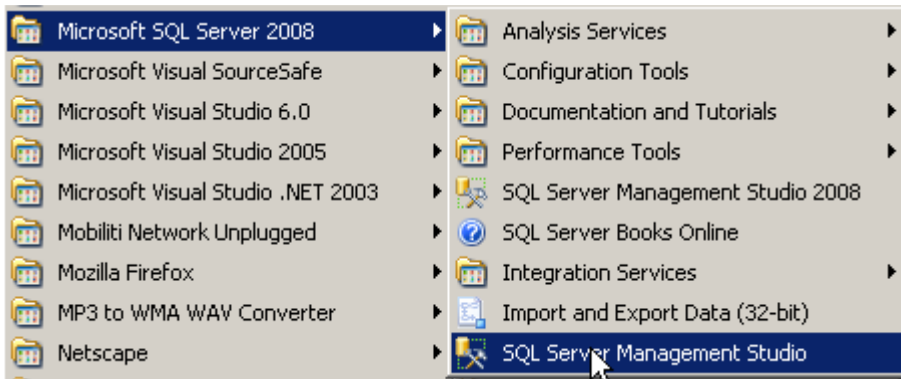 Microsoft SQL Server 2008
Microsoft Visual SourceSafe
Microsoft Visual Studio 6.0
Microsoft Visual Studio 2005
Microsoft Visual Studio .NET 2003
Mobiliti Network Unplugged
Mozilla Firefox
MP3 to WMA WAV Converter
Netscape
Analysis Services
Configuration Tools
Documentation and Tutorials
Performance Tools
SQL Server Management Studio 2008
SQL Server Books Online
Integration Services
Import and Export Data (32-bit)
SQL Server Management Studio